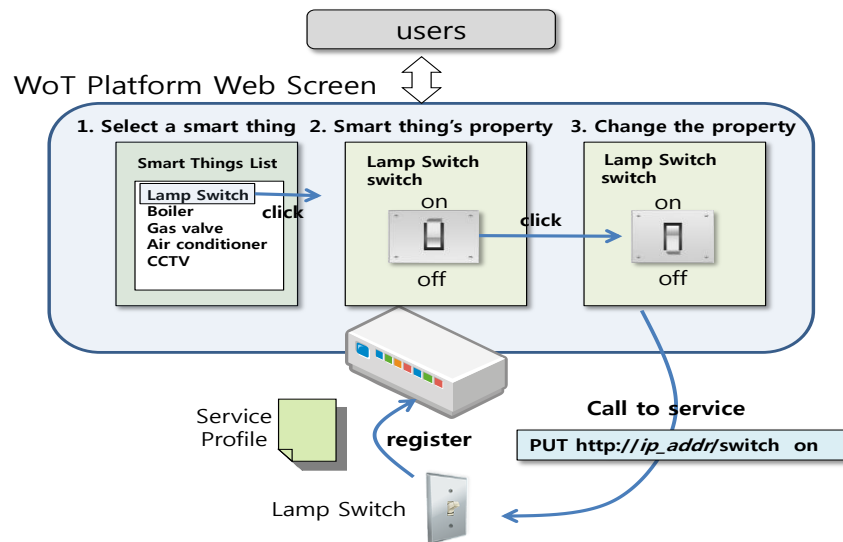 users
WoT Platform Web Screen
1. Select a smart thing
2. Smart thing's property
3. Change the property
Smart Things List
Lamp Switch
Boiler
Gas valve
Air conditioner
CCTV
click
Lamp Switch
switch
on
off
click
Lamp Switch
switch
on
off
Service
Profile
register
Lamp Switch
Call to service
PUT http://ip_addr/switch on